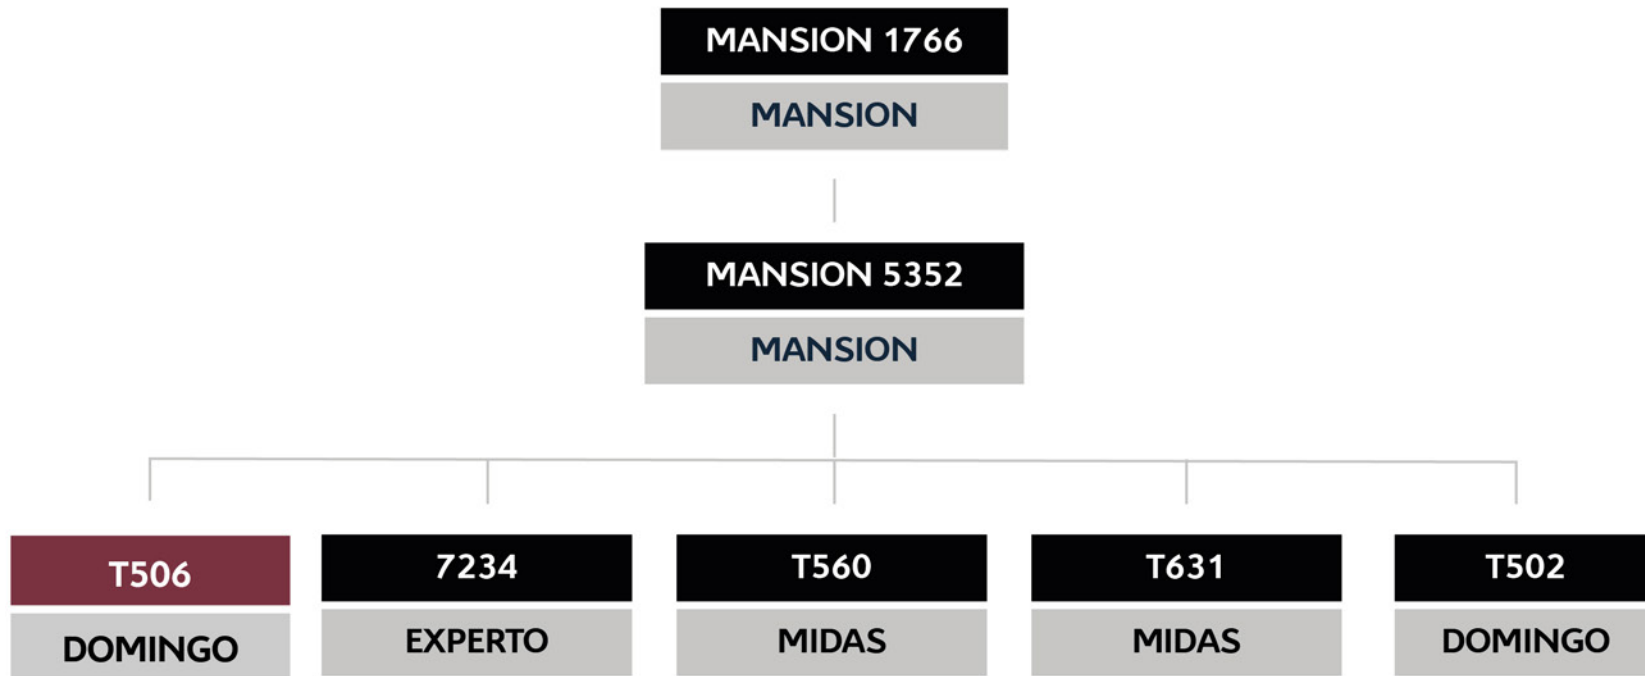 MANSION 1766
MANSION
MANSION 5352
MANSION
T506
DOMINGO
7234
EXPERTO
T560
MIDAS
T631
MIDAS
T502
DOMINGO